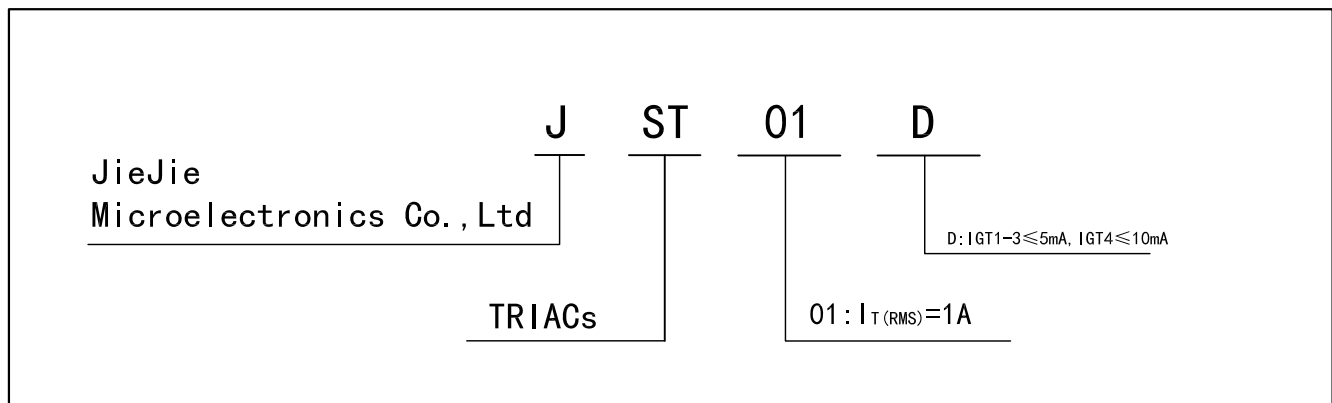 J ST 01 D
JieJie
Microelectronics Co.,Ltd
D:IGT1-3≤5mA, IGT4≤10mA
TRIACs
01:IT(RMS)=1A